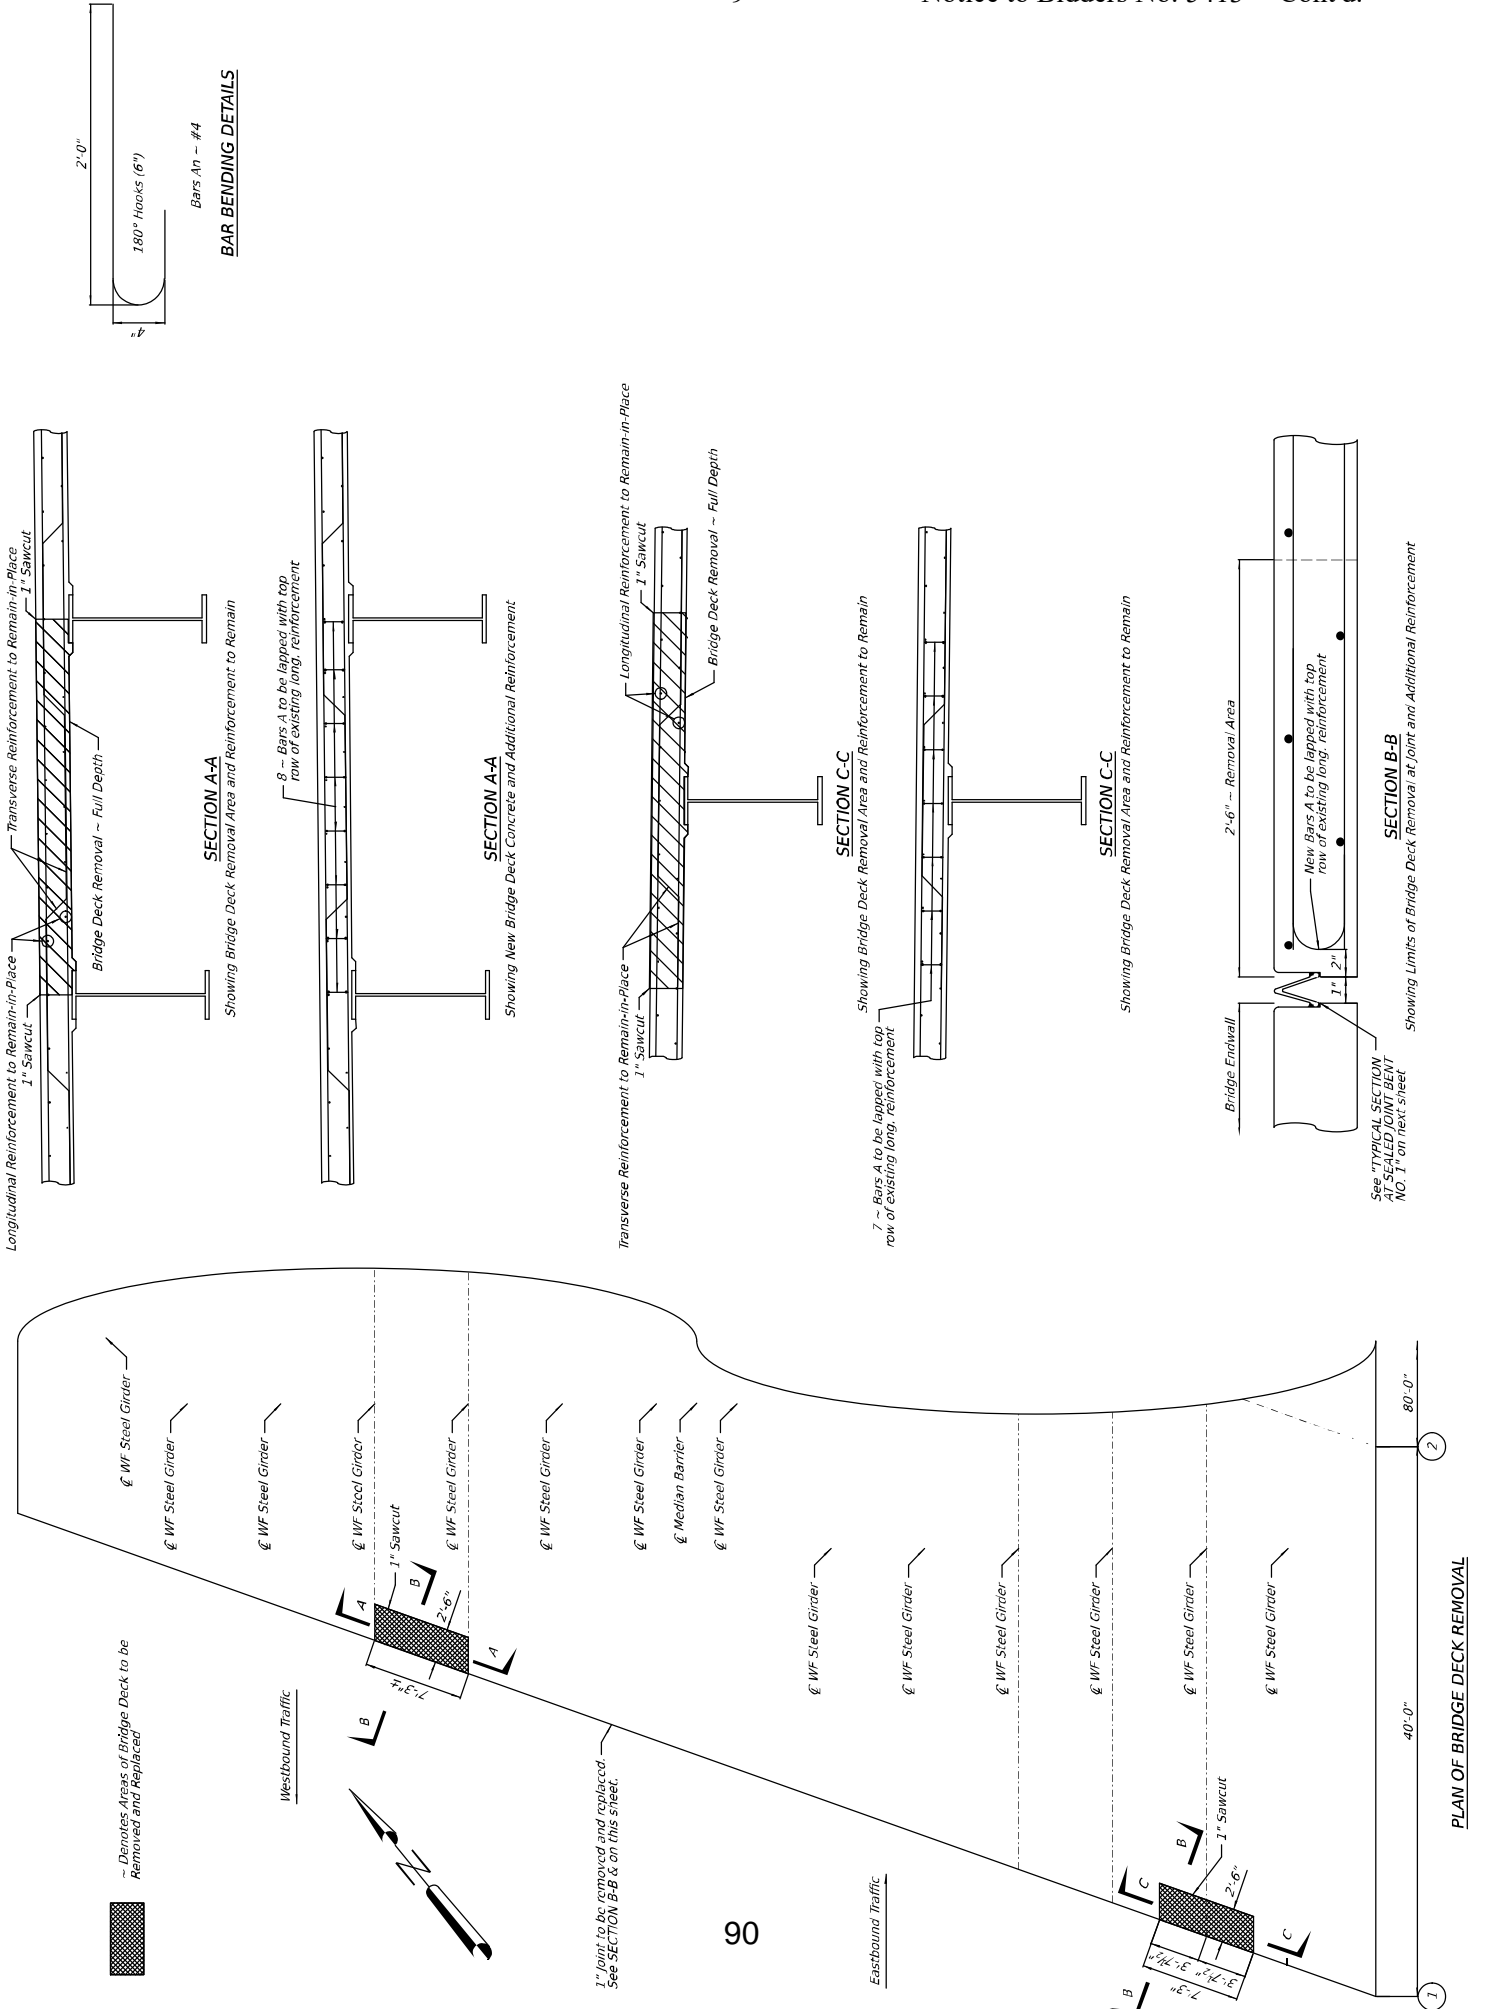 Notice to Bidders No. 3413 -- Cont'd.
2'-0"
180° Hooks (6")
4"
Bars An ~ #4
BAR BENDING DETAILS
Longitudinal Reinforcement to Remain-in-Place
Transverse Reinforcement to Remain-in-Place
1" Sawcut
1" Sawcut
Bridge Deck Removal ~ Full Depth
SECTION A-A
Showing Bridge Deck Removal Area and Reinforcement to Remain
8 ~ Bars A to be lapped with top
row of existing long. reinforcement
SECTION A-A
Showing New Bridge Deck Concrete and Additional Reinforcement
Transverse Reinforcement to Remain-in-Place
Longitudinal Reinforcement to Remain-in-Place
1" Sawcut
1" Sawcut
Bridge Deck Removal ~ Full Depth
SECTION C-C
Showing Bridge Deck Removal Area and Reinforcement to Remain
7 ~ Bars A to be lapped with top
row of existing long. reinforcement
SECTION C-C
Showing Bridge Deck Removal Area and Reinforcement to Remain
Bridge Endwall
2'-6" ~ Removal Area
New Bars A to be lapped with top
row of existing long. reinforcement
1"
2"
See "TYPICAL SECTION
AT SEALED JOINT BENT
NO. 1" on next sheet
SECTION B-B
Showing Limits of Bridge Deck Removal at Joint and Additional Reinforcement
~ Denotes Areas of Bridge Deck to be
Removed and Replaced
℄ WF Steel Girder
℄ WF Steel Girder
℄ WF Steel Girder
℄ WF Steel Girder
℄ WF Steel Girder
℄ WF Steel Girder
℄ WF Steel Girder
℄ Median Barrier
℄ WF Steel Girder
℄ WF Steel Girder
℄ WF Steel Girder
℄ WF Steel Girder
℄ WF Steel Girder
℄ WF Steel Girder
℄ WF Steel Girder
Westbound Traffic
1" Sawcut
A
A
B
B
2'-6"
7'-3"±
N
1" Joint to be removed and replaced.
See SECTION B-B & on this sheet.
Eastbound Traffic
1" Sawcut
B
B
C
C
2'-6"
3'-7½"
3'-7½"
7'-3"
40'-0"
80'-0"
1
2
PLAN OF BRIDGE DECK REMOVAL
90